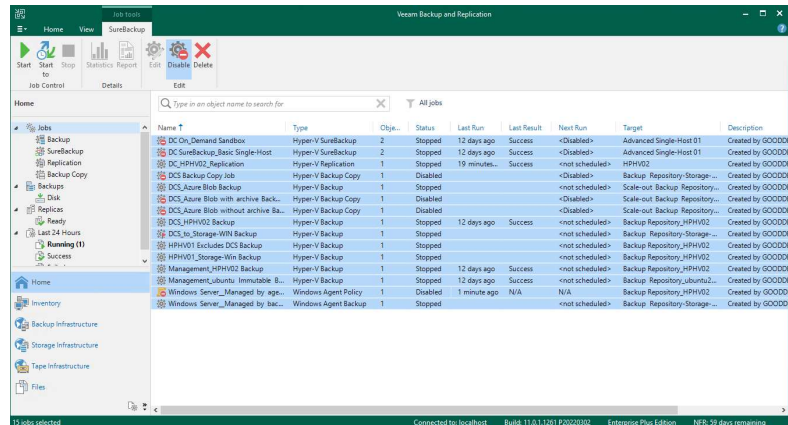 Job tools
Veeam Backup and Replication
Home View SureBackup
Start Start to Stop Statistics Report Edit Disable Delete
Job Control Details Edit
Home
Type in an object name to search for
All jobs
Jobs
Backup
SureBackup
Replication
Backup Copy
Backups
Disk
Replicas
Ready
Last 24 Hours
Running (1)
Success
Name Type Obje... Status Last Run Last Result Next Run Target Description
DC On_Demand Sandbox Hyper-V SureBackup 2 Stopped 12 days ago Success <Disabled> Advanced Single-Host 01 Created by GOODD
DC SureBackup_Basic Single-Host Hyper-V SureBackup 2 Stopped 12 days ago Success <Disabled> Advanced Single-Host 01 Created by GOODD
DC_HPHV02_Replication Hyper-V Replication 1 Stopped 19 minutes... Success <not scheduled> HPHV02 Created by GOODD
DCS Backup Copy Job Hyper-V Backup Copy 1 Disabled <Disabled> Backup Repository-Storage-... Created by GOODD
DCS_Azure Blob Backup Hyper-V Backup 1 Stopped <not scheduled> Scale-out Backup Repository... Created by GOODD
DCS_Azure Blob with archive Back... Hyper-V Backup Copy 1 Disabled <Disabled> Scale-out Backup Repository... Created by GOODD
DCS_Azure Blob without archive Ba... Hyper-V Backup Copy 1 Disabled <Disabled> Scale-out Backup Repository... Created by GOODD
DCS_HPHV02 Backup Hyper-V Backup 1 Stopped 12 days ago Success <not scheduled> Backup Repository_HPHV02 Created by GOODD
DCS_to_Storage-WIN Backup Hyper-V Backup 1 Stopped <not scheduled> Backup Repository-Storage-... Created by GOODD
HPHV01 Excludes DCS Backup Hyper-V Backup 1 Stopped <not scheduled> Backup Repository_HPHV02 Created by GOODD
HPHV01_Storage-Win Backup Hyper-V Backup 1 Stopped <not scheduled> Backup Repository_HPHV02 Created by GOODD
Management_HPHV02 Backup Hyper-V Backup 1 Stopped 12 days ago Success <not scheduled> Backup Repository_HPHV02 Created by GOODD
Management_ubuntu Immutable B... Hyper-V Backup 1 Stopped 12 days ago Success <not scheduled> Backup Repository_ubuntu2... Created by GOODD
Windows Server_Managed by age... Windows Agent Policy 1 Disabled 1 minute ago N/A N/A Backup Repository_HPHV02 Created by GOODD
Windows Server_Managed by bac... Windows Agent Backup 1 Stopped <not scheduled> Backup Repository-Storage-... Created by GOODD
Home
Inventory
Backup Infrastructure
Storage Infrastructure
Tape Infrastructure
Files
15 jobs selected
Connected to: localhost Build: 11.0.1.1261 P20220302 Enterprise Plus Edition NFR: 59 days remaining